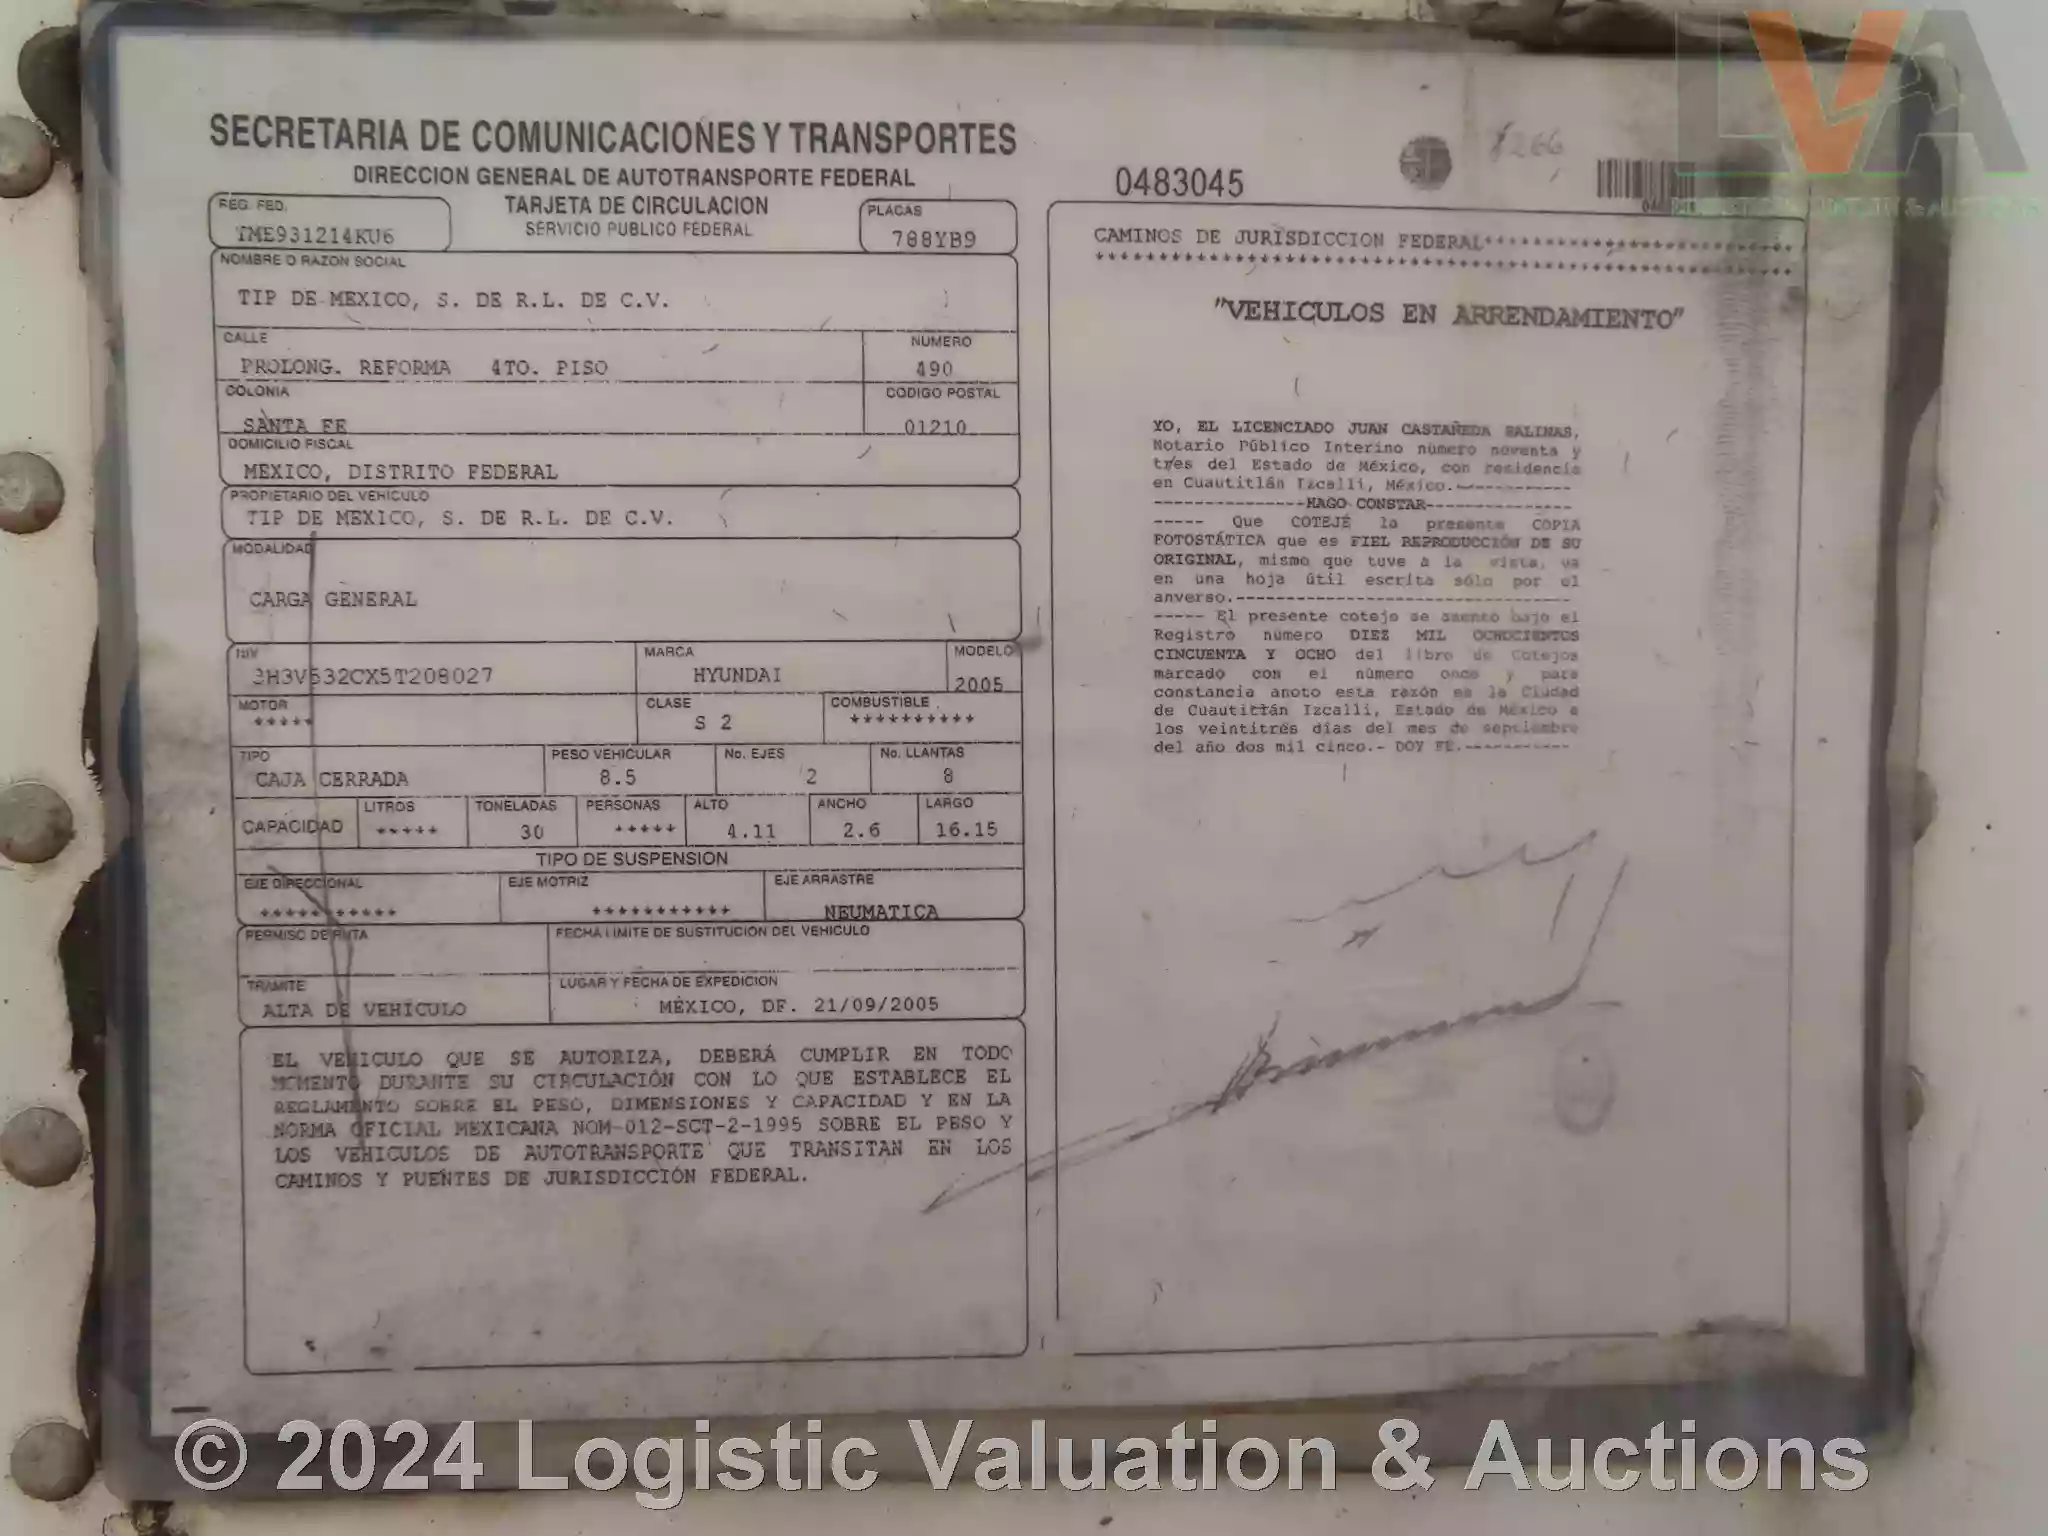 SECRETARIA DE COMUNICACIONES Y TRANSPORTES
DIRECCION GENERAL DE AUTOTRANSPORTE FEDERAL
TARJETA DE CIRCULACION
SERVICIO PUBLICO FEDERAL
REG. FED.
TME931214KU6
PLACAS
788YB9
NOMBRE O RAZON SOCIAL
TIP DE MEXICO, S. DE R.L. DE C.V.
CALLE
PROLONG. REFORMA 4TO. PISO
NUMERO
490
COLONIA
SANTA FE
CODIGO POSTAL
01210
DOMICILIO FISCAL
MEXICO, DISTRITO FEDERAL
PROPIETARIO DEL VEHICULO
TIP DE MEXICO, S. DE R.L. DE C.V.
MODALIDAD
CARGA GENERAL
NIV
3H3V532CX5T208027
MARCA
HYUNDAI
MODELO
2005
MOTOR
*****
CLASE
S 2
COMBUSTIBLE
**********
TIPO
CAJA CERRADA
PESO VEHICULAR
8.5
No. EJES
2
No. LLANTAS
8
CAPACIDAD
LITROS
*****
TONELADAS
30
PERSONAS
*****
ALTO
4.11
ANCHO
2.6
LARGO
16.15
TIPO DE SUSPENSION
EJE DIRECCIONAL
***********
EJE MOTRIZ
***********
EJE ARRASTRE
NEUMATICA
PERMISO DE RUTA
FECHA LIMITE DE SUSTITUCION DEL VEHICULO
TRAMITE
ALTA DE VEHICULO
LUGAR Y FECHA DE EXPEDICION
MÉXICO, DF. 21/09/2005
EL VEHICULO QUE SE AUTORIZA, DEBERÁ CUMPLIR EN TODO
MOMENTO DURANTE SU CIRCULACIÓN CON LO QUE ESTABLECE EL
REGLAMENTO SOBRE EL PESO, DIMENSIONES Y CAPACIDAD Y EN LA
NORMA OFICIAL MEXICANA NOM-012-SCT-2-1995 SOBRE EL PESO Y
LOS VEHICULOS DE AUTOTRANSPORTE QUE TRANSITAN EN LOS
CAMINOS Y PUENTES DE JURISDICCIÓN FEDERAL.
0483045
CAMINOS DE JURISDICCION FEDERAL
"VEHICULOS EN ARRENDAMIENTO"
YO, EL LICENCIADO JUAN CASTAÑEDA SALINAS,
Notario Público Interino número noventa y
tres del Estado de México, con residencia
en Cuautitlán Izcalli, México.-----------
----------------HAGO CONSTAR----------------
----- Que COTEJÉ la presente COPIA
FOTOSTÁTICA que es FIEL REPRODUCCIÓN DE SU
ORIGINAL, mismo que tuve a la vista, va
en una hoja útil escrita sólo por el
anverso.-----------------------------------
----- El presente cotejo se asentó bajo el
Registro número DIEZ MIL OCHOCIENTOS
CINCUENTA Y OCHO del libro de Cotejos
marcado con el número once y para
constancia anoto esta razón en la Ciudad
de Cuautitlán Izcalli, Estado de México a
los veintitrés días del mes de septiembre
del año dos mil cinco.- DOY FE.-----------
LVA
© 2024 Logistic Valuation & Auctions